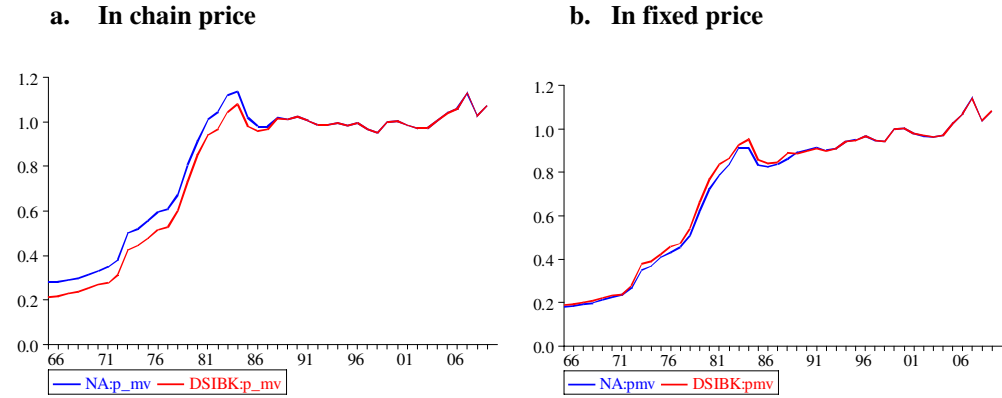 a. In chain price
1.2
1.0
0.8
0.6
0.4
0.2
0.0
66 71 76 81 86 91 96 01 06
NA:p_mv DSIBK:p_mv
b. In fixed price
1.2
1.0
0.8
0.6
0.4
0.2
0.0
66 71 76 81 86 91 96 01 06
NA:pmv DSIBK:pmv